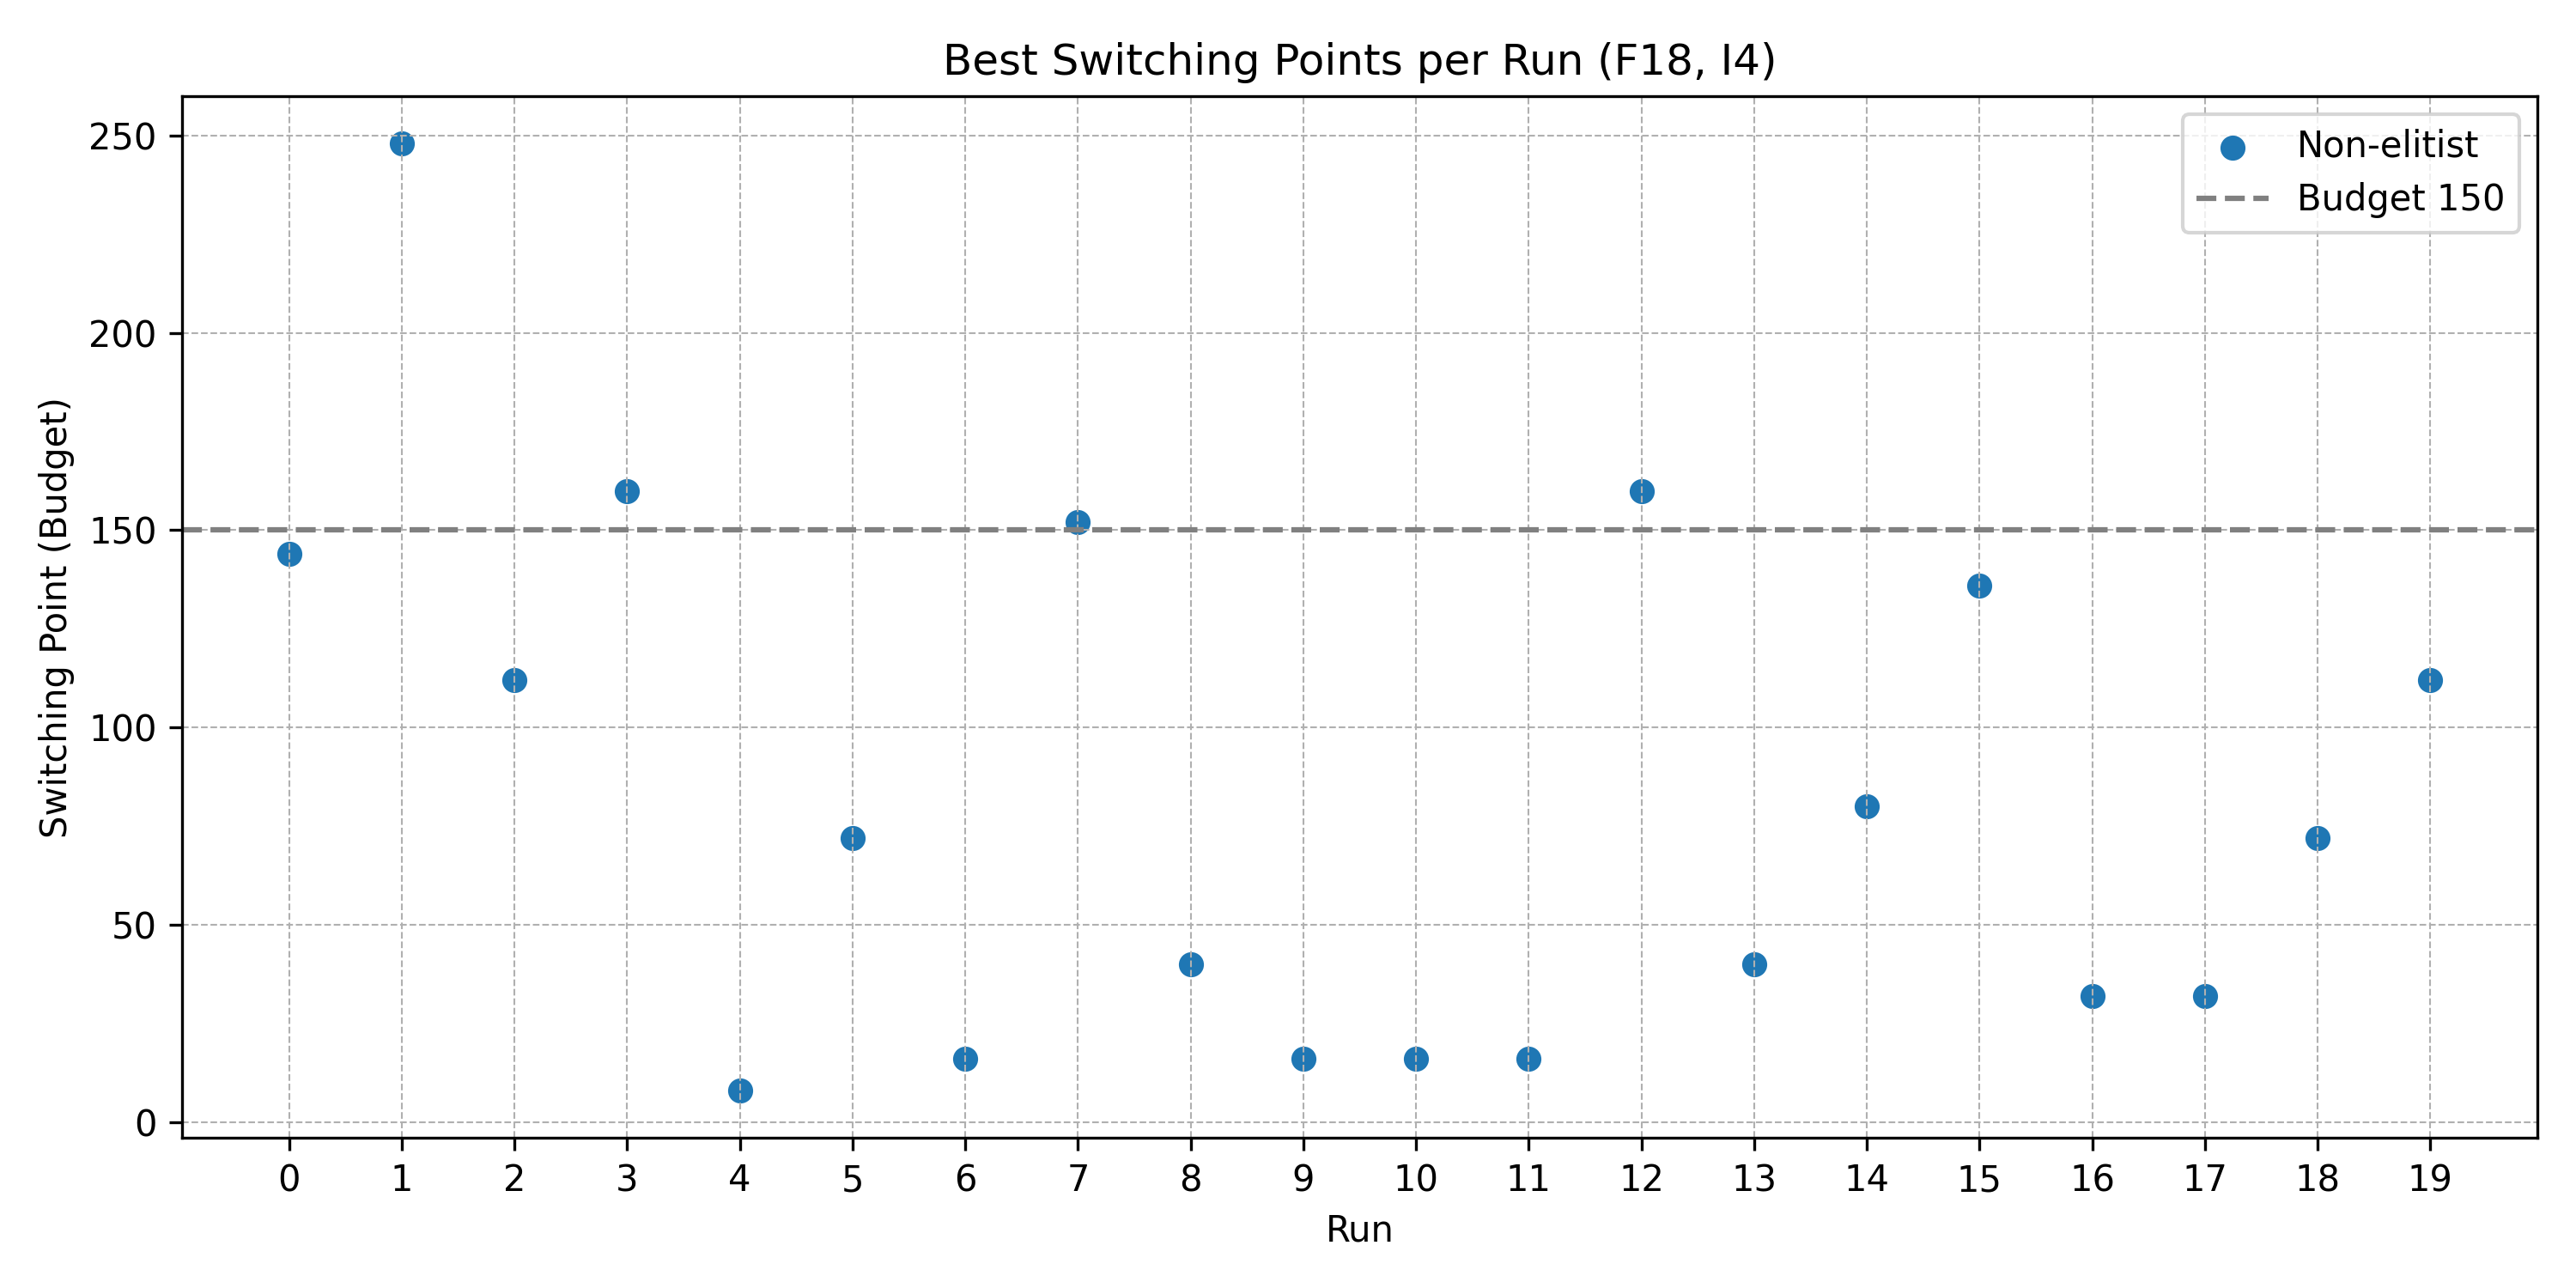 Best Switching Points per Run (F18, I4)
Non-elitist
Budget 150
Switching Point (Budget)
250
200
150
100
50
0
0 1 2 3 4 5 6 7 8 9 10 11 12 13 14 15 16 17 18 19
Run